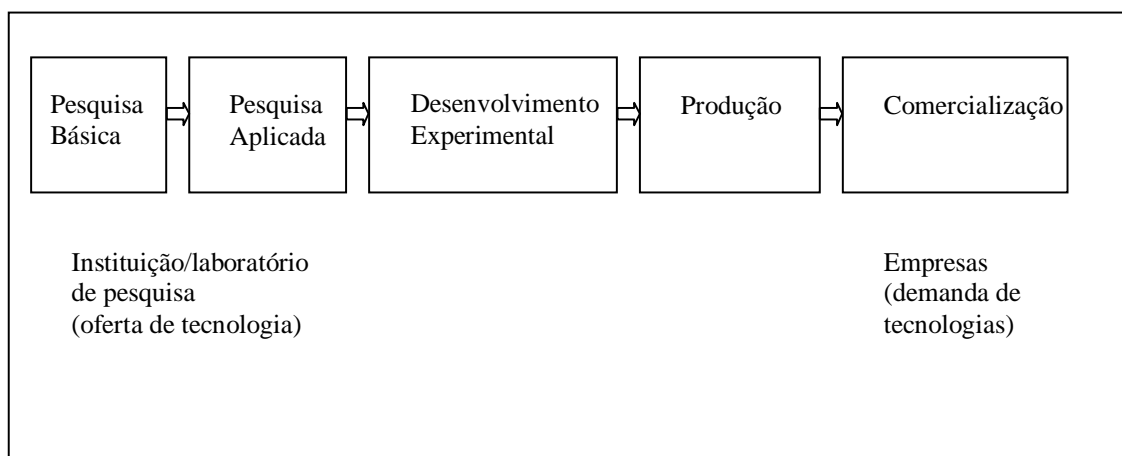 Pesquisa
Básica
Pesquisa
Aplicada
Desenvolvimento
Experimental
Produção
Comercialização
Instituição/laboratório
de pesquisa
(oferta de tecnologia)
Empresas
(demanda de
tecnologias)